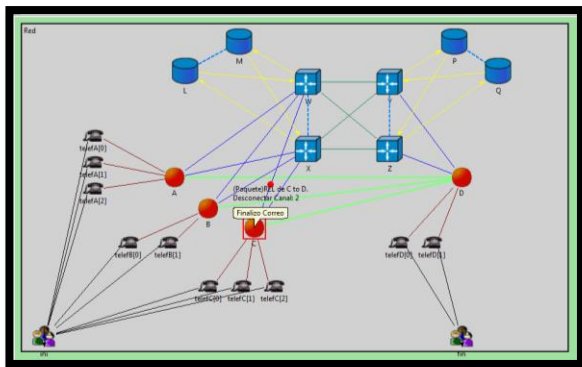 Red
M
P
L
Q
W
Y
X
Z
telefA[0]
telefA[1]
telefA[2]
A
D
(Paquete)REL de C to D.
Desconectar Canal: 2
Finalizo Correo
B
C
telefB[0]
telefB[1]
telefD[0]
telefD[1]
telefC[0]
telefC[1]
telefC[2]
ini
fin